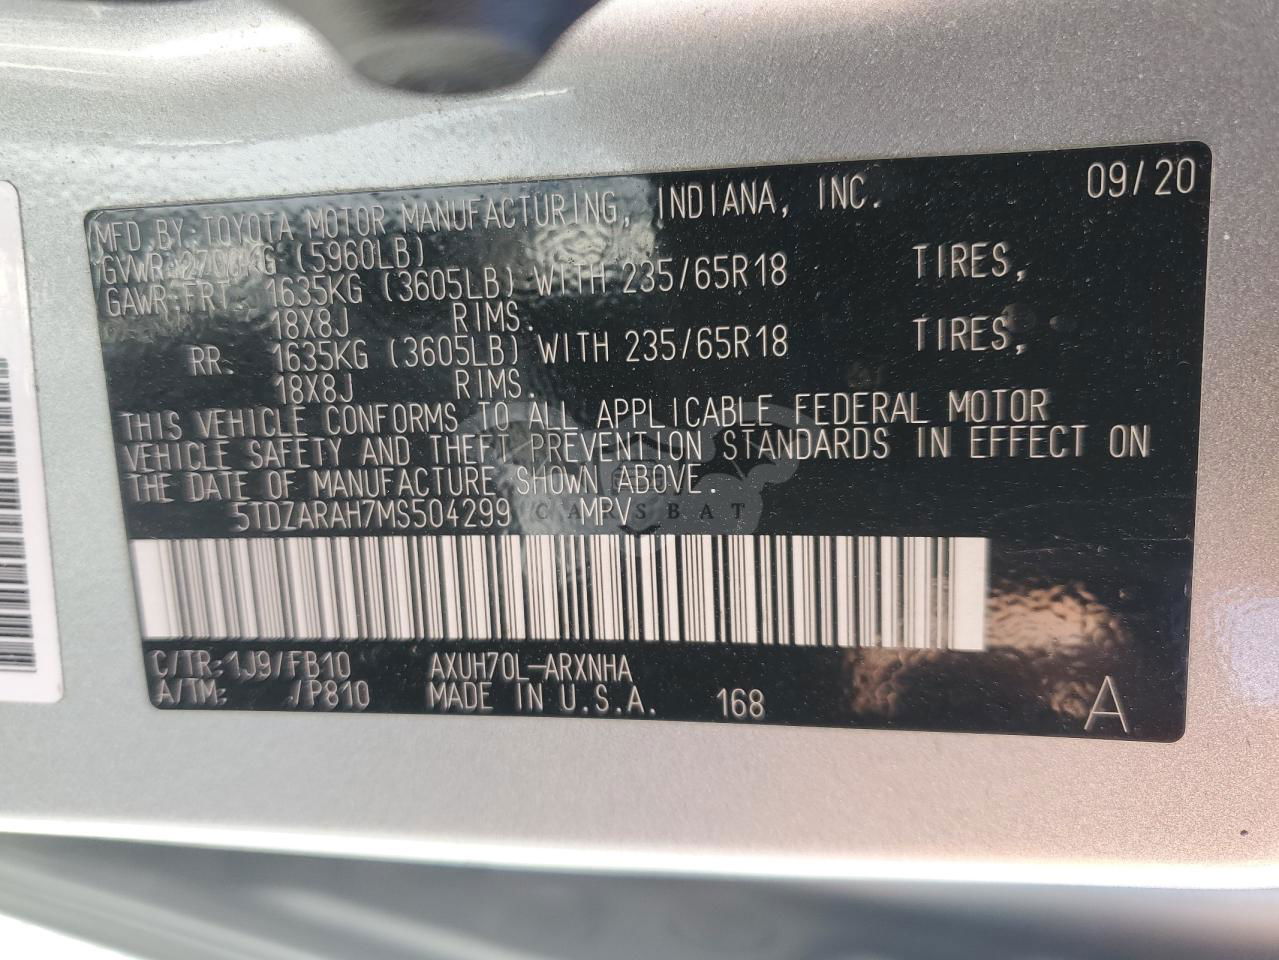 09/20
MFD.BY:TOYOTA MOTOR MANUFACTURING, INDIANA, INC.
GVWR:2700KG (5960LB)
GAWR:FRT. 1635KG (3605LB) WITH 235/65R18 TIRES,
18X8J RIMS.
RR. 1635KG (3605LB) WITH 235/65R18 TIRES,
18X8J RIMS.
THIS VEHICLE CONFORMS TO ALL APPLICABLE FEDERAL MOTOR
VEHICLE SAFETY AND THEFT PREVENTION STANDARDS IN EFFECT ON
THE DATE OF MANUFACTURE SHOWN ABOVE.
5TDZARAH7MS504299 MPV
CARSBAT
C/TR:1J9/FB10 AXUH70L-ARXNHA
A/TM: /P810 MADE IN U.S.A. 168 A